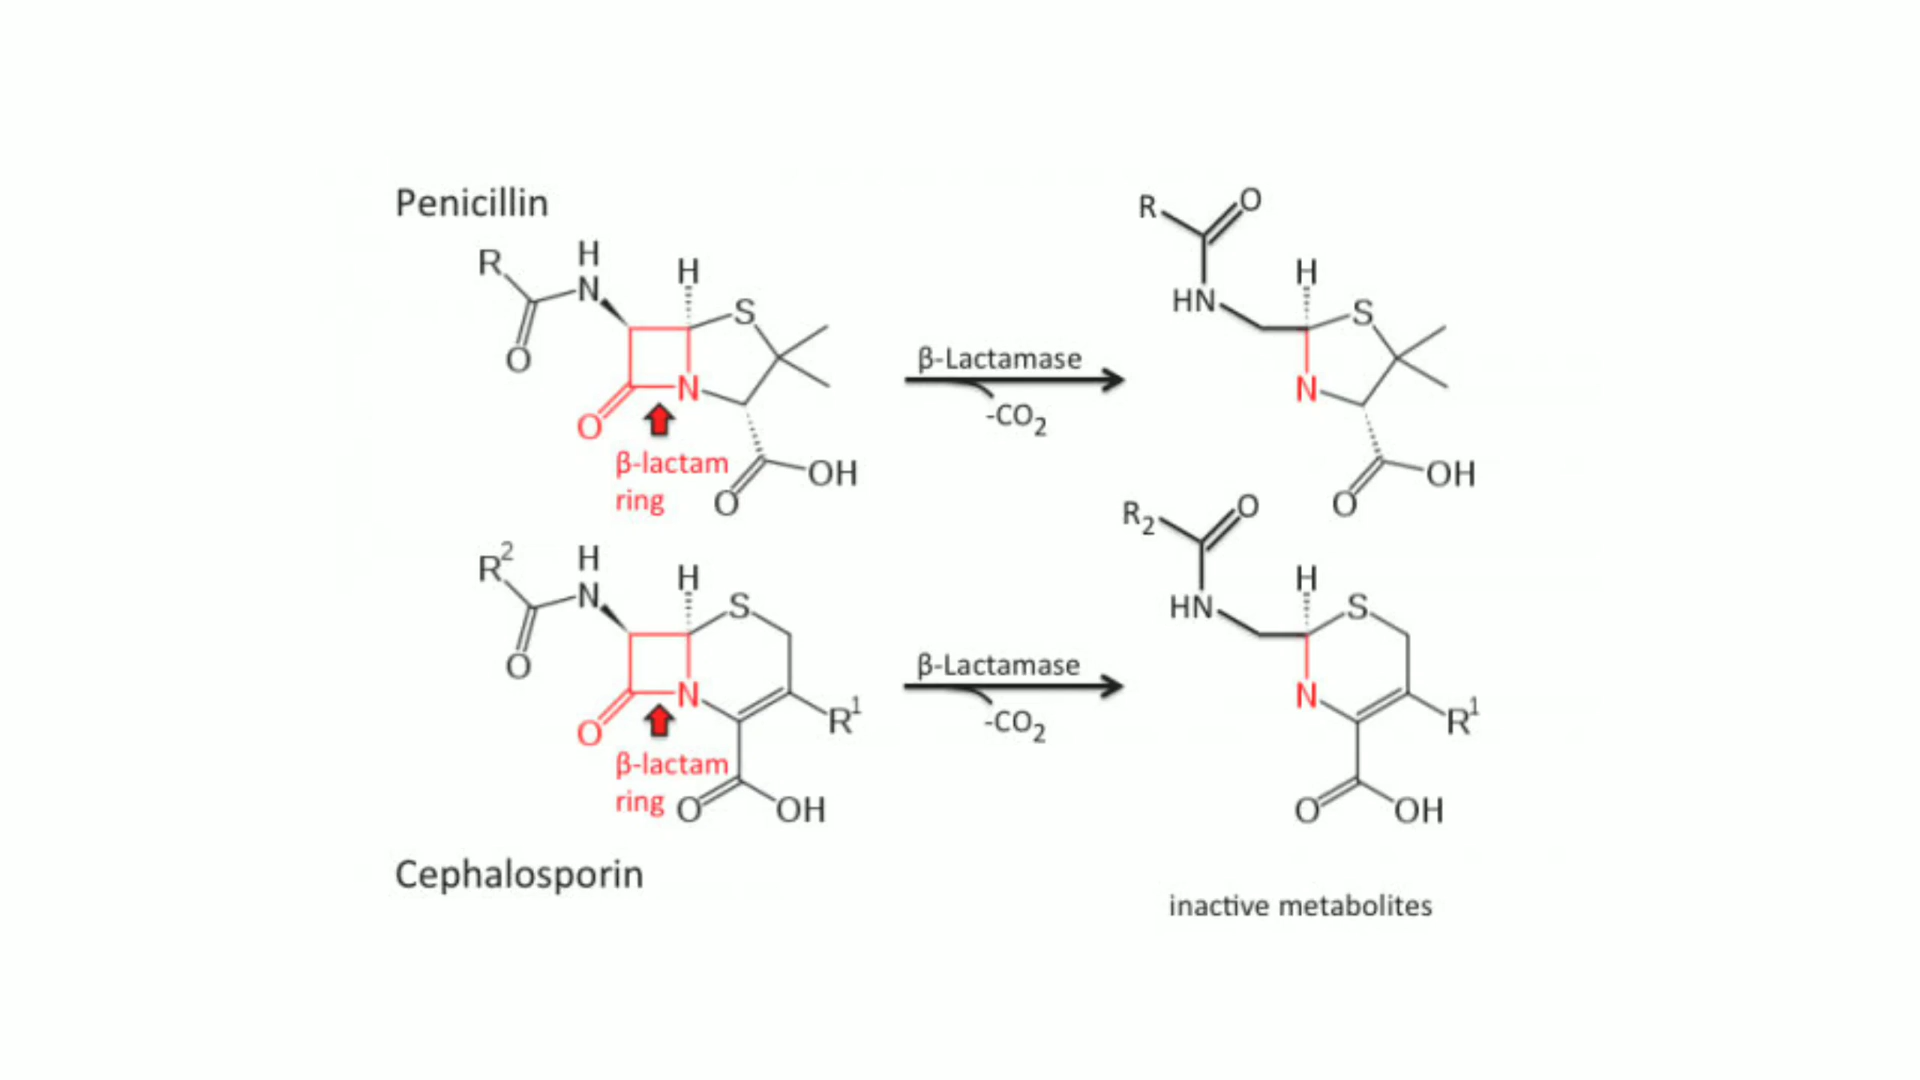 Penicillin
R
H
N
O
H
S
N
O
β-lactam
ring
O
OH
β-Lactamase
-CO2
R
O
HN
H
S
N
O
OH
R2
H
N
O
H
S
N
O
R1
β-lactam
ring
O
OH
β-Lactamase
-CO2
R2
O
HN
H
S
N
R1
O
OH
Cephalosporin
inactive metabolites